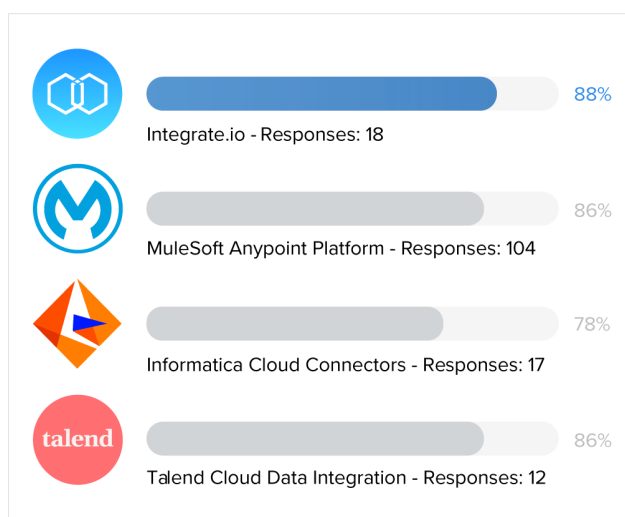 88%
Integrate.io - Responses: 18
86%
MuleSoft Anypoint Platform - Responses: 104
78%
Informatica Cloud Connectors - Responses: 17
talend
86%
Talend Cloud Data Integration - Responses: 12